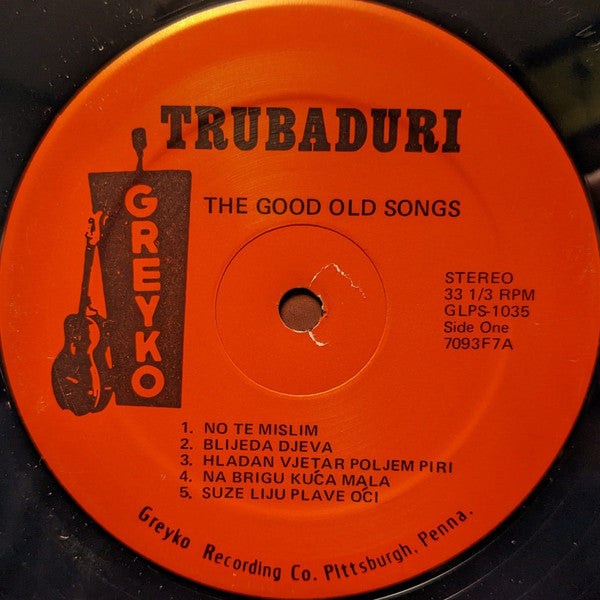 TRUBADURI
GREYKO
THE GOOD OLD SONGS
STEREO
33 1/3 RPM
GLPS-1035
Side One
7093F7A
1. NO TE MISLIM
2. BLIJEDA DJEVA
3. HLADAN VJETAR POLJEM PIRI
4. NA BRIGU KUĆA MALA
5. SUZE LIJU PLAVE OĆI
Greyko Recording Co. Pittsburgh, Penna.